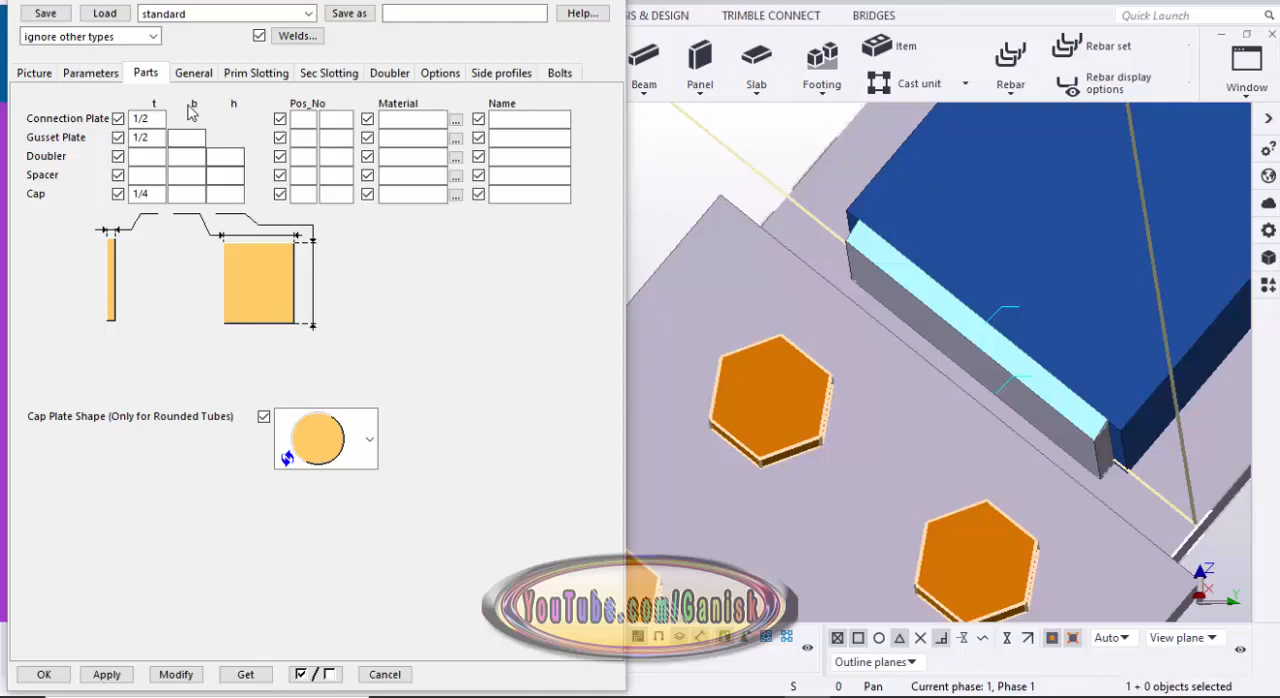 Save Load standard Save as Help...
ignore other types Welds...
Picture Parameters Parts General Prim Slotting Sec Slotting Doubler Options Side profiles Bolts
t b h Pos_No Material Name
Connection Plate 1/2 ...
Gusset Plate 1/2 ...
Doubler ...
Spacer ...
Cap 1/4 ...
Cap Plate Shape (Only for Rounded Tubes)
OK Apply Modify Get / Cancel
IS & DESIGN TRIMBLE CONNECT BRIDGES Quick Launch
Beam Panel Slab Footing Item Cast unit Rebar Rebar set Rebar display options Window
YouTube.com/Ganisk
Z
X
Y
Auto View plane
Outline planes
S 0 Pan Current phase: 1, Phase 1 1 + 0 objects selected